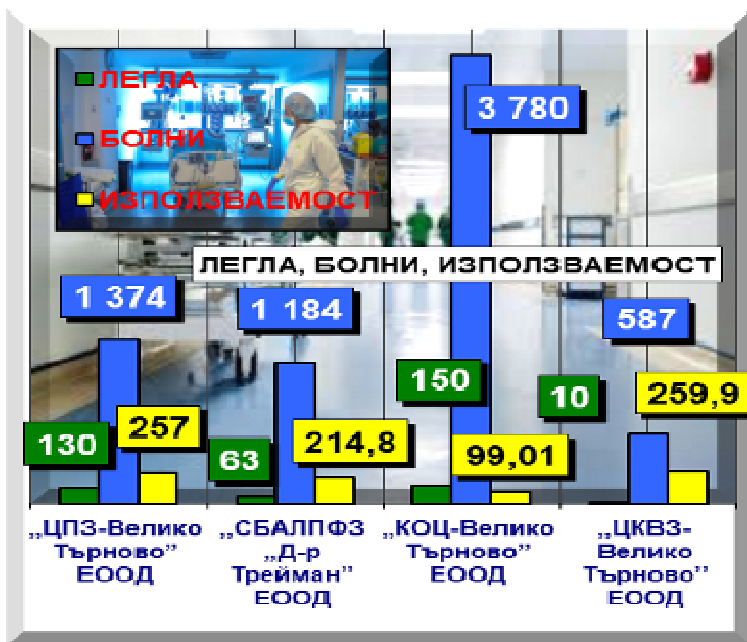 ЛЕГЛА
БОЛНИ
ИЗПОЛЗВАЕМОСТ
3 780
ЛЕГЛА, БОЛНИ, ИЗПОЛЗВАЕМОСТ
1 374
1 184
587
150
10
259,9
130
257
63
214,8
99,01
„ЦПЗ-Велико
Търново”
ЕООД
„СБАЛПФЗ
„Д-р
Трейман”
ЕООД
„КОЦ-Велико
Търново”
ЕООД
„ЦКВЗ-
Велико
Търново’’
ЕООД